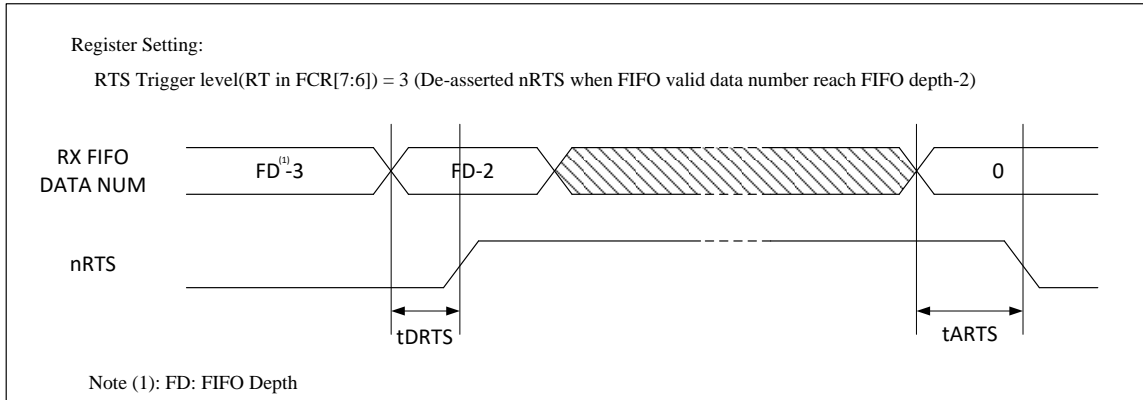 Register Setting:
RTS Trigger level(RT in FCR[7:6]) = 3 (De-asserted nRTS when FIFO valid data number reach FIFO depth-2)
RX FIFO
DATA NUM
FD(1)-3
FD-2
0
nRTS
tDRTS
tARTS
Note (1): FD: FIFO Depth